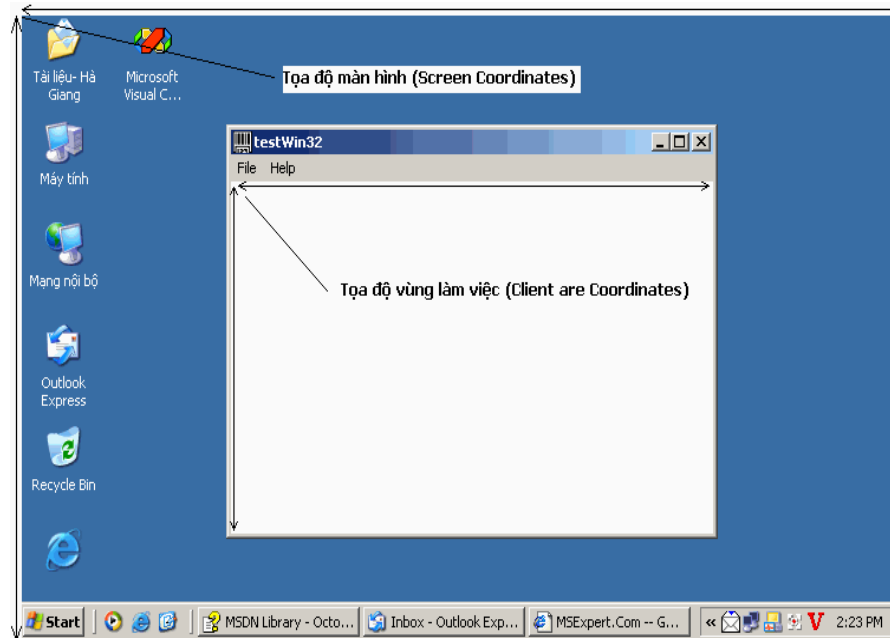 Tài liệu- Hà
Giang
Microsoft
Visual C...
Tọa độ màn hình (Screen Coordinates)
testWin32
File Help
Máy tính
Mạng nội bộ
Tọa độ vùng làm việc (Client are Coordinates)
Outlook
Express
Recycle Bin
Start
MSDN Library - Octo...
Inbox - Outlook Exp...
MSExpert.Com -- G...
«
V
2:23 PM